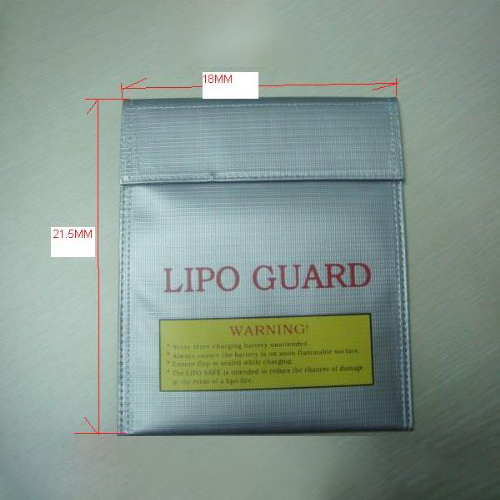 18MM
21.5MM
LIPO GUARD
WARNING!
* Never leave charging battery unattended.
* Always ensure the battery is on anon-flammable surface.
* Ensure flap is sealed while charging.
* The LIPO SAFE is intended to reduce the chances of damage
in the event of a lipo fire.